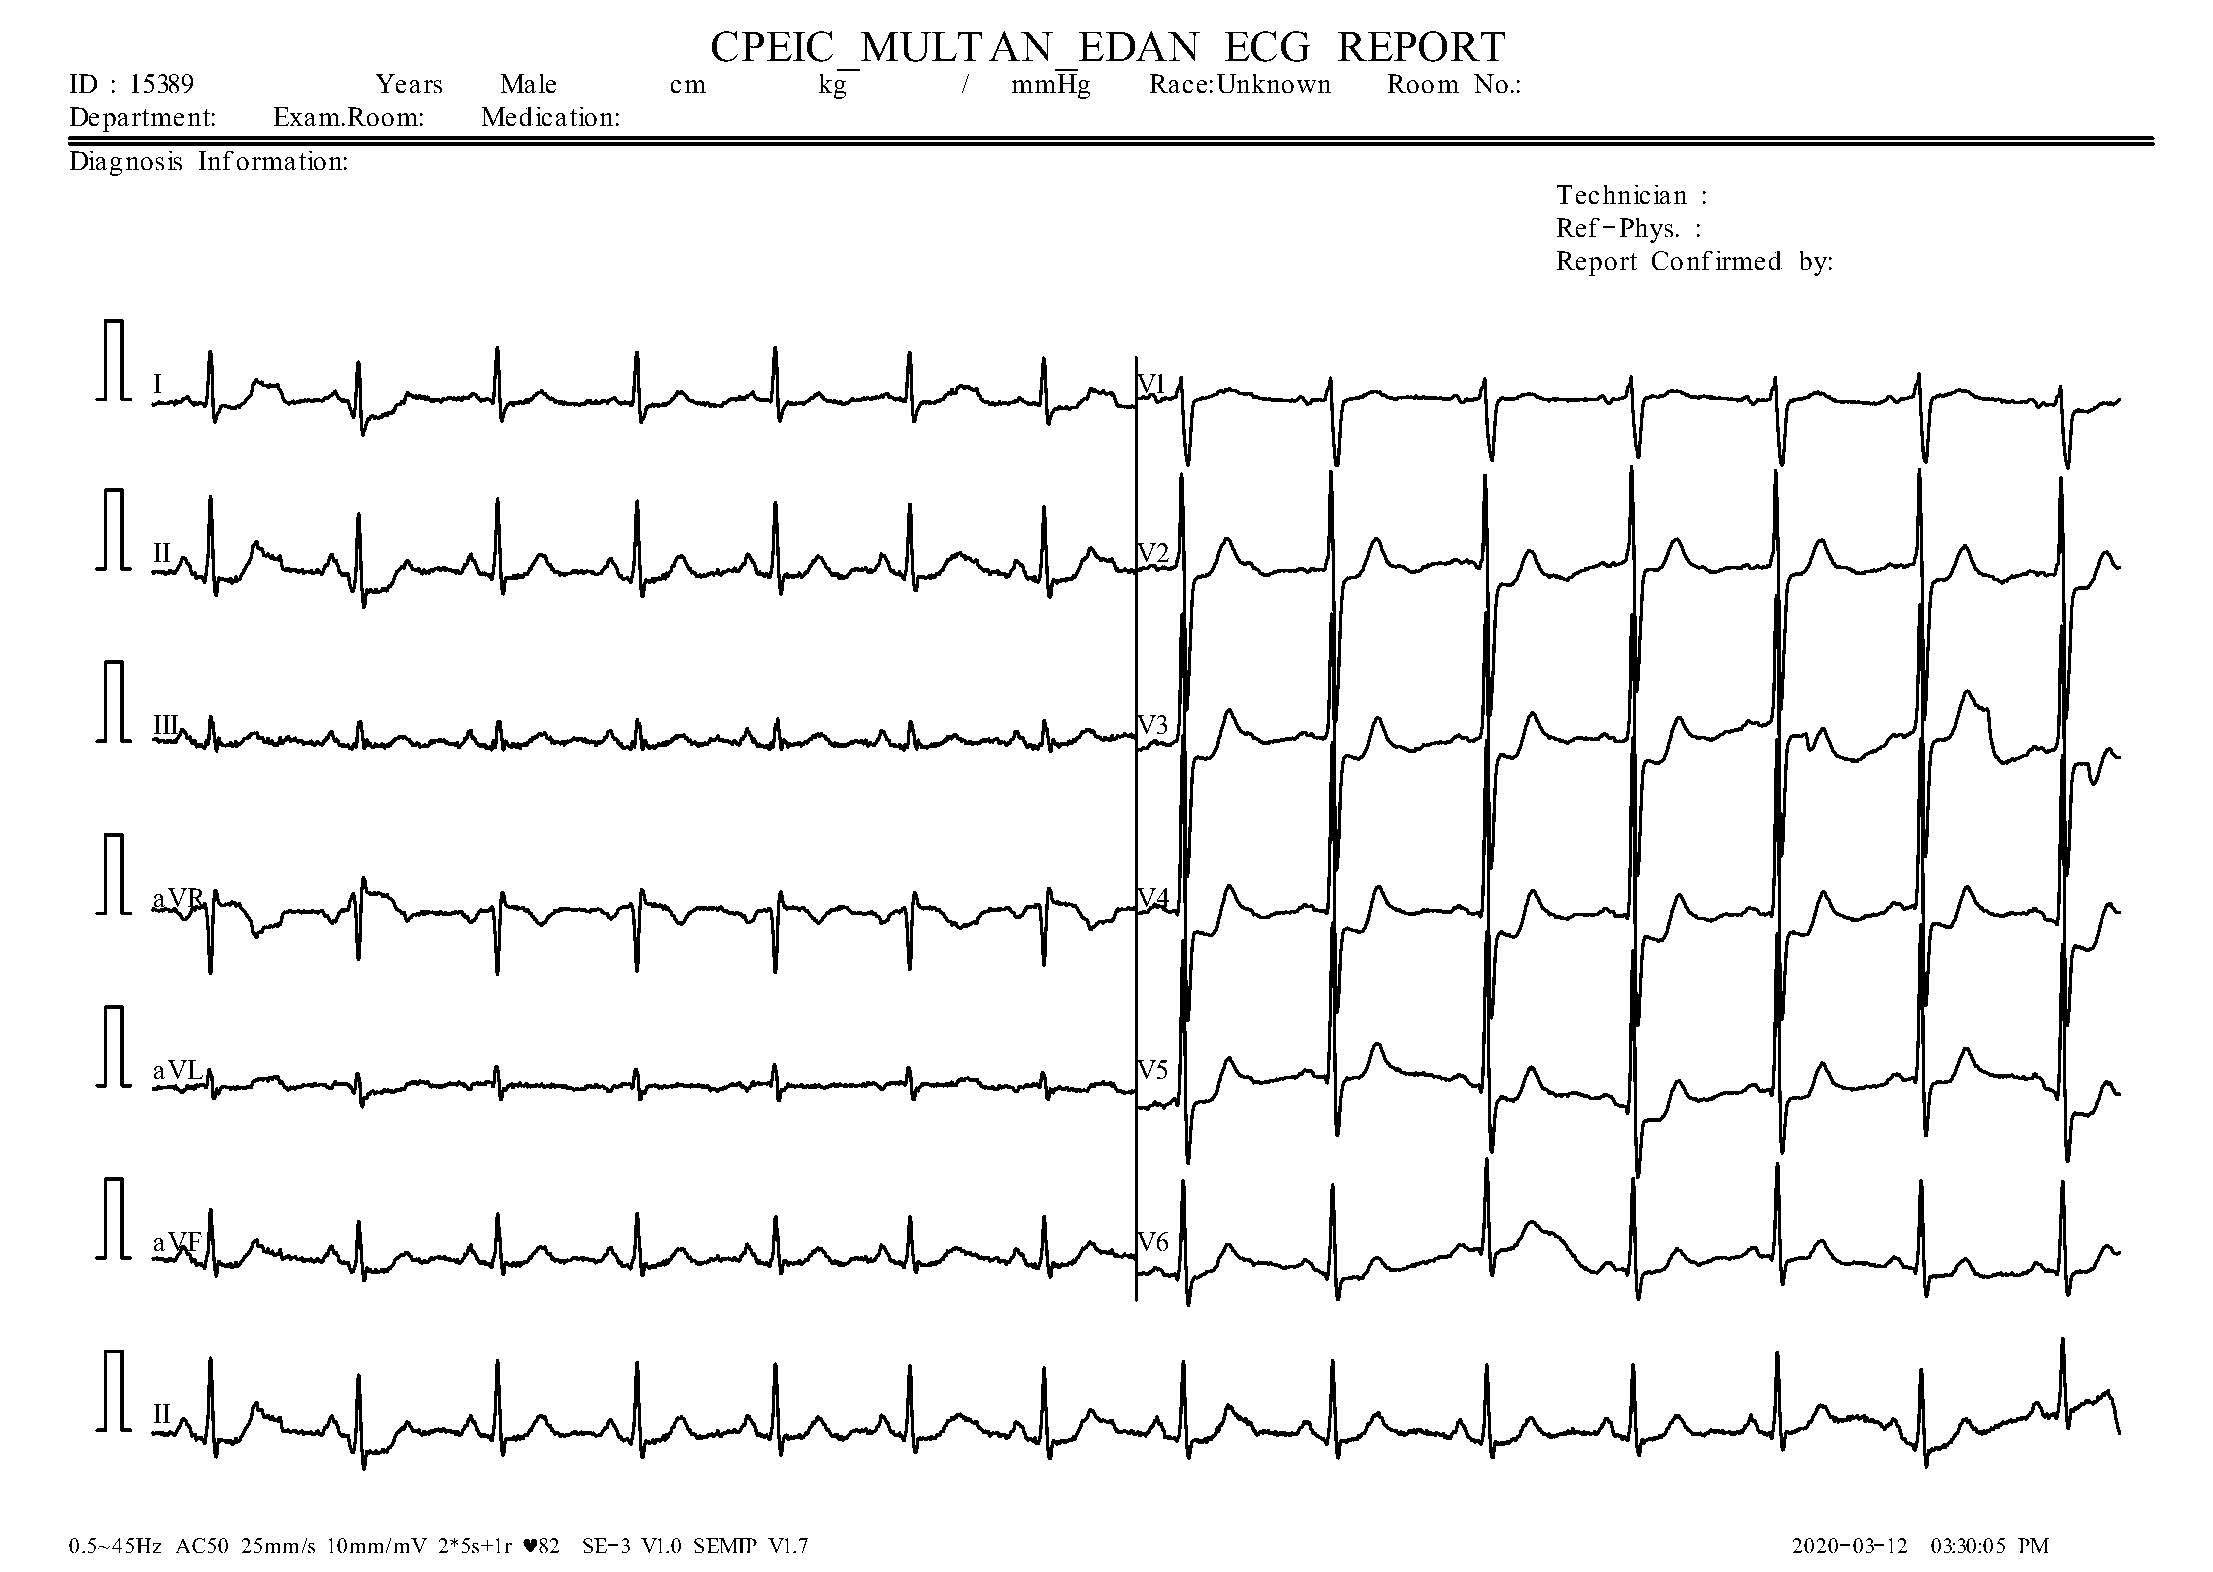 CPEIC_MULTAN_EDAN ECG REPORT
ID : 15389 Years Male cm kg / mmHg Race:Unknown Room No.:
Department: Exam.Room: Medication:
Diagnosis Information:
Technician :
Ref-Phys. :
Report Confirmed by:
I V1
II V2
III V3
aVR V4
aVL V5
aVF V6
II
0.5~45Hz AC50 25mm/s 10mm/mV 2*5s+1r ♥82 SE-3 V1.0 SEMIP V1.7 2020-03-12 03:30:05 PM